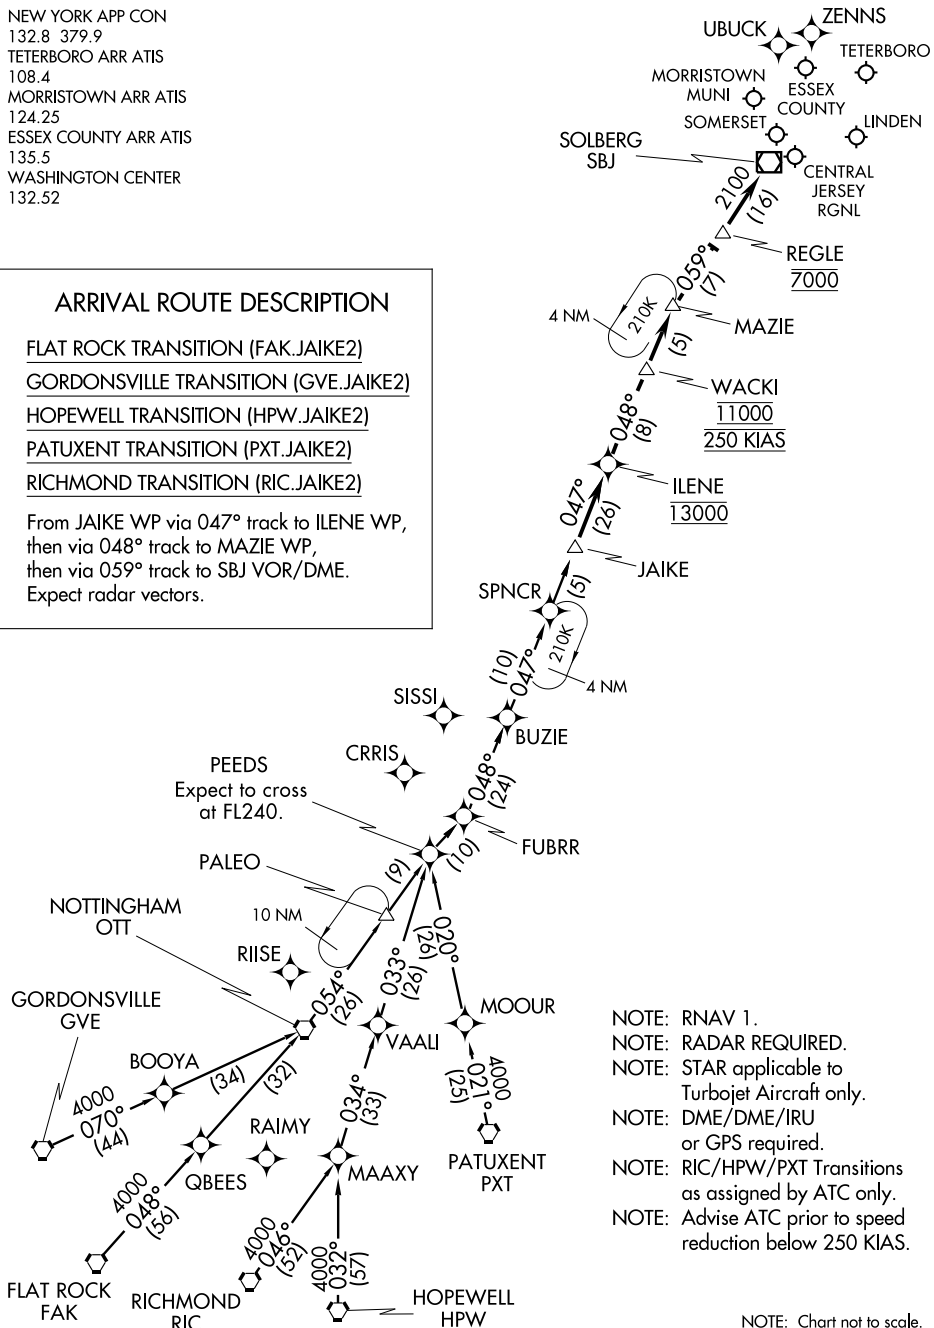 NEW YORK APP CON
132.8 379.9
TETERBORO ARR ATIS
108.4
MORRISTOWN ARR ATIS
124.25
ESSEX COUNTY ARR ATIS
135.5
WASHINGTON CENTER
132.52
UBUCK
ZENNS
TETERBORO
MORRISTOWN
MUNI
ESSEX
COUNTY
SOMERSET
LINDEN
SOLBERG
SBJ
CENTRAL
JERSEY
RGNL
2100
(16)
REGLE
7000
059°
(7)
210K
4 NM
MAZIE
(5)
WACKI
11000
250 KIAS
048°
(8)
ILENE
13000
047°
(26)
JAIKE
(5)
SPNCR
210K
4 NM
(10)
047°
ARRIVAL ROUTE DESCRIPTION
FLAT ROCK TRANSITION (FAK.JAIKE2)
GORDONSVILLE TRANSITION (GVE.JAIKE2)
HOPEWELL TRANSITION (HPW.JAIKE2)
PATUXENT TRANSITION (PXT.JAIKE2)
RICHMOND TRANSITION (RIC.JAIKE2)
From JAIKE WP via 047° track to ILENE WP,
then via 048° track to MAZIE WP,
then via 059° track to SBJ VOR/DME.
Expect radar vectors.
SISSI
BUZIE
CRRIS
048°
(24)
PEEDS
Expect to cross
at FL240.
FUBRR
(10)
(9)
PALEO
10 NM
NOTTINGHAM
OTT
RIISE
054°
(26)
033°
(26)
020°
(26)
GORDONSVILLE
GVE
BOOYA
VAALI
MOOUR
(34)
(32)
4000
070°
(44)
034°
(33)
4000
021°
(25)
RAIMY
QBEES
MAAXY
PATUXENT
PXT
4000
048°
(56)
4000
046°
(52)
4000
032°
(57)
FLAT ROCK
FAK
RICHMOND
RIC
HOPEWELL
HPW
NOTE: RNAV 1.
NOTE: RADAR REQUIRED.
NOTE: STAR applicable to
Turbojet Aircraft only.
NOTE: DME/DME/IRU
or GPS required.
NOTE: RIC/HPW/PXT Transitions
as assigned by ATC only.
NOTE: Advise ATC prior to speed
reduction below 250 KIAS.
NOTE: Chart not to scale.